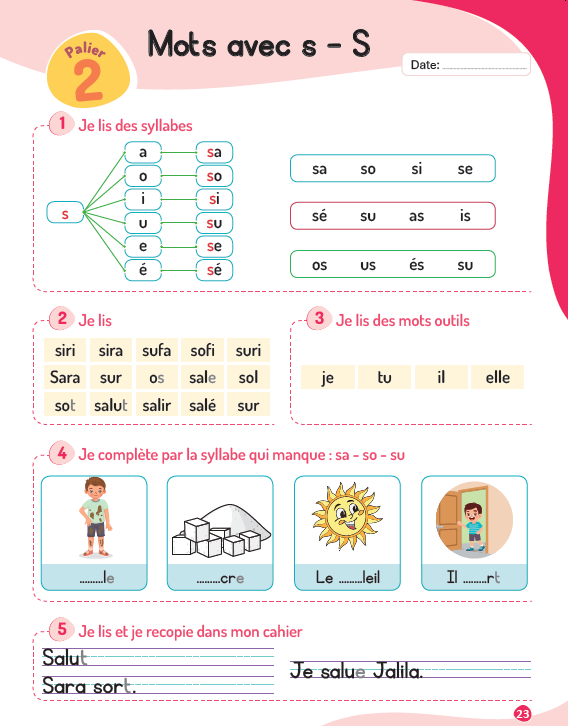 Palier
2
Mots avec s - S
Date: ........................
1 Je lis des syllabes
a sa
o so
i si
s
u su
e se
é sé
sa so si se
sé su as is
os us és su
2 Je lis
siri sira sufa sofi suri
Sara sur os sale sol
sot salut salir salé sur
3 Je lis des mots outils
je tu il elle
4 Je complète par la syllabe qui manque : sa - so - su
.........le
.........cre
Le .........leil
Il .........rt
5 Je lis et je recopie dans mon cahier
Salut
Sara sort.
Je salue Jalila.
23